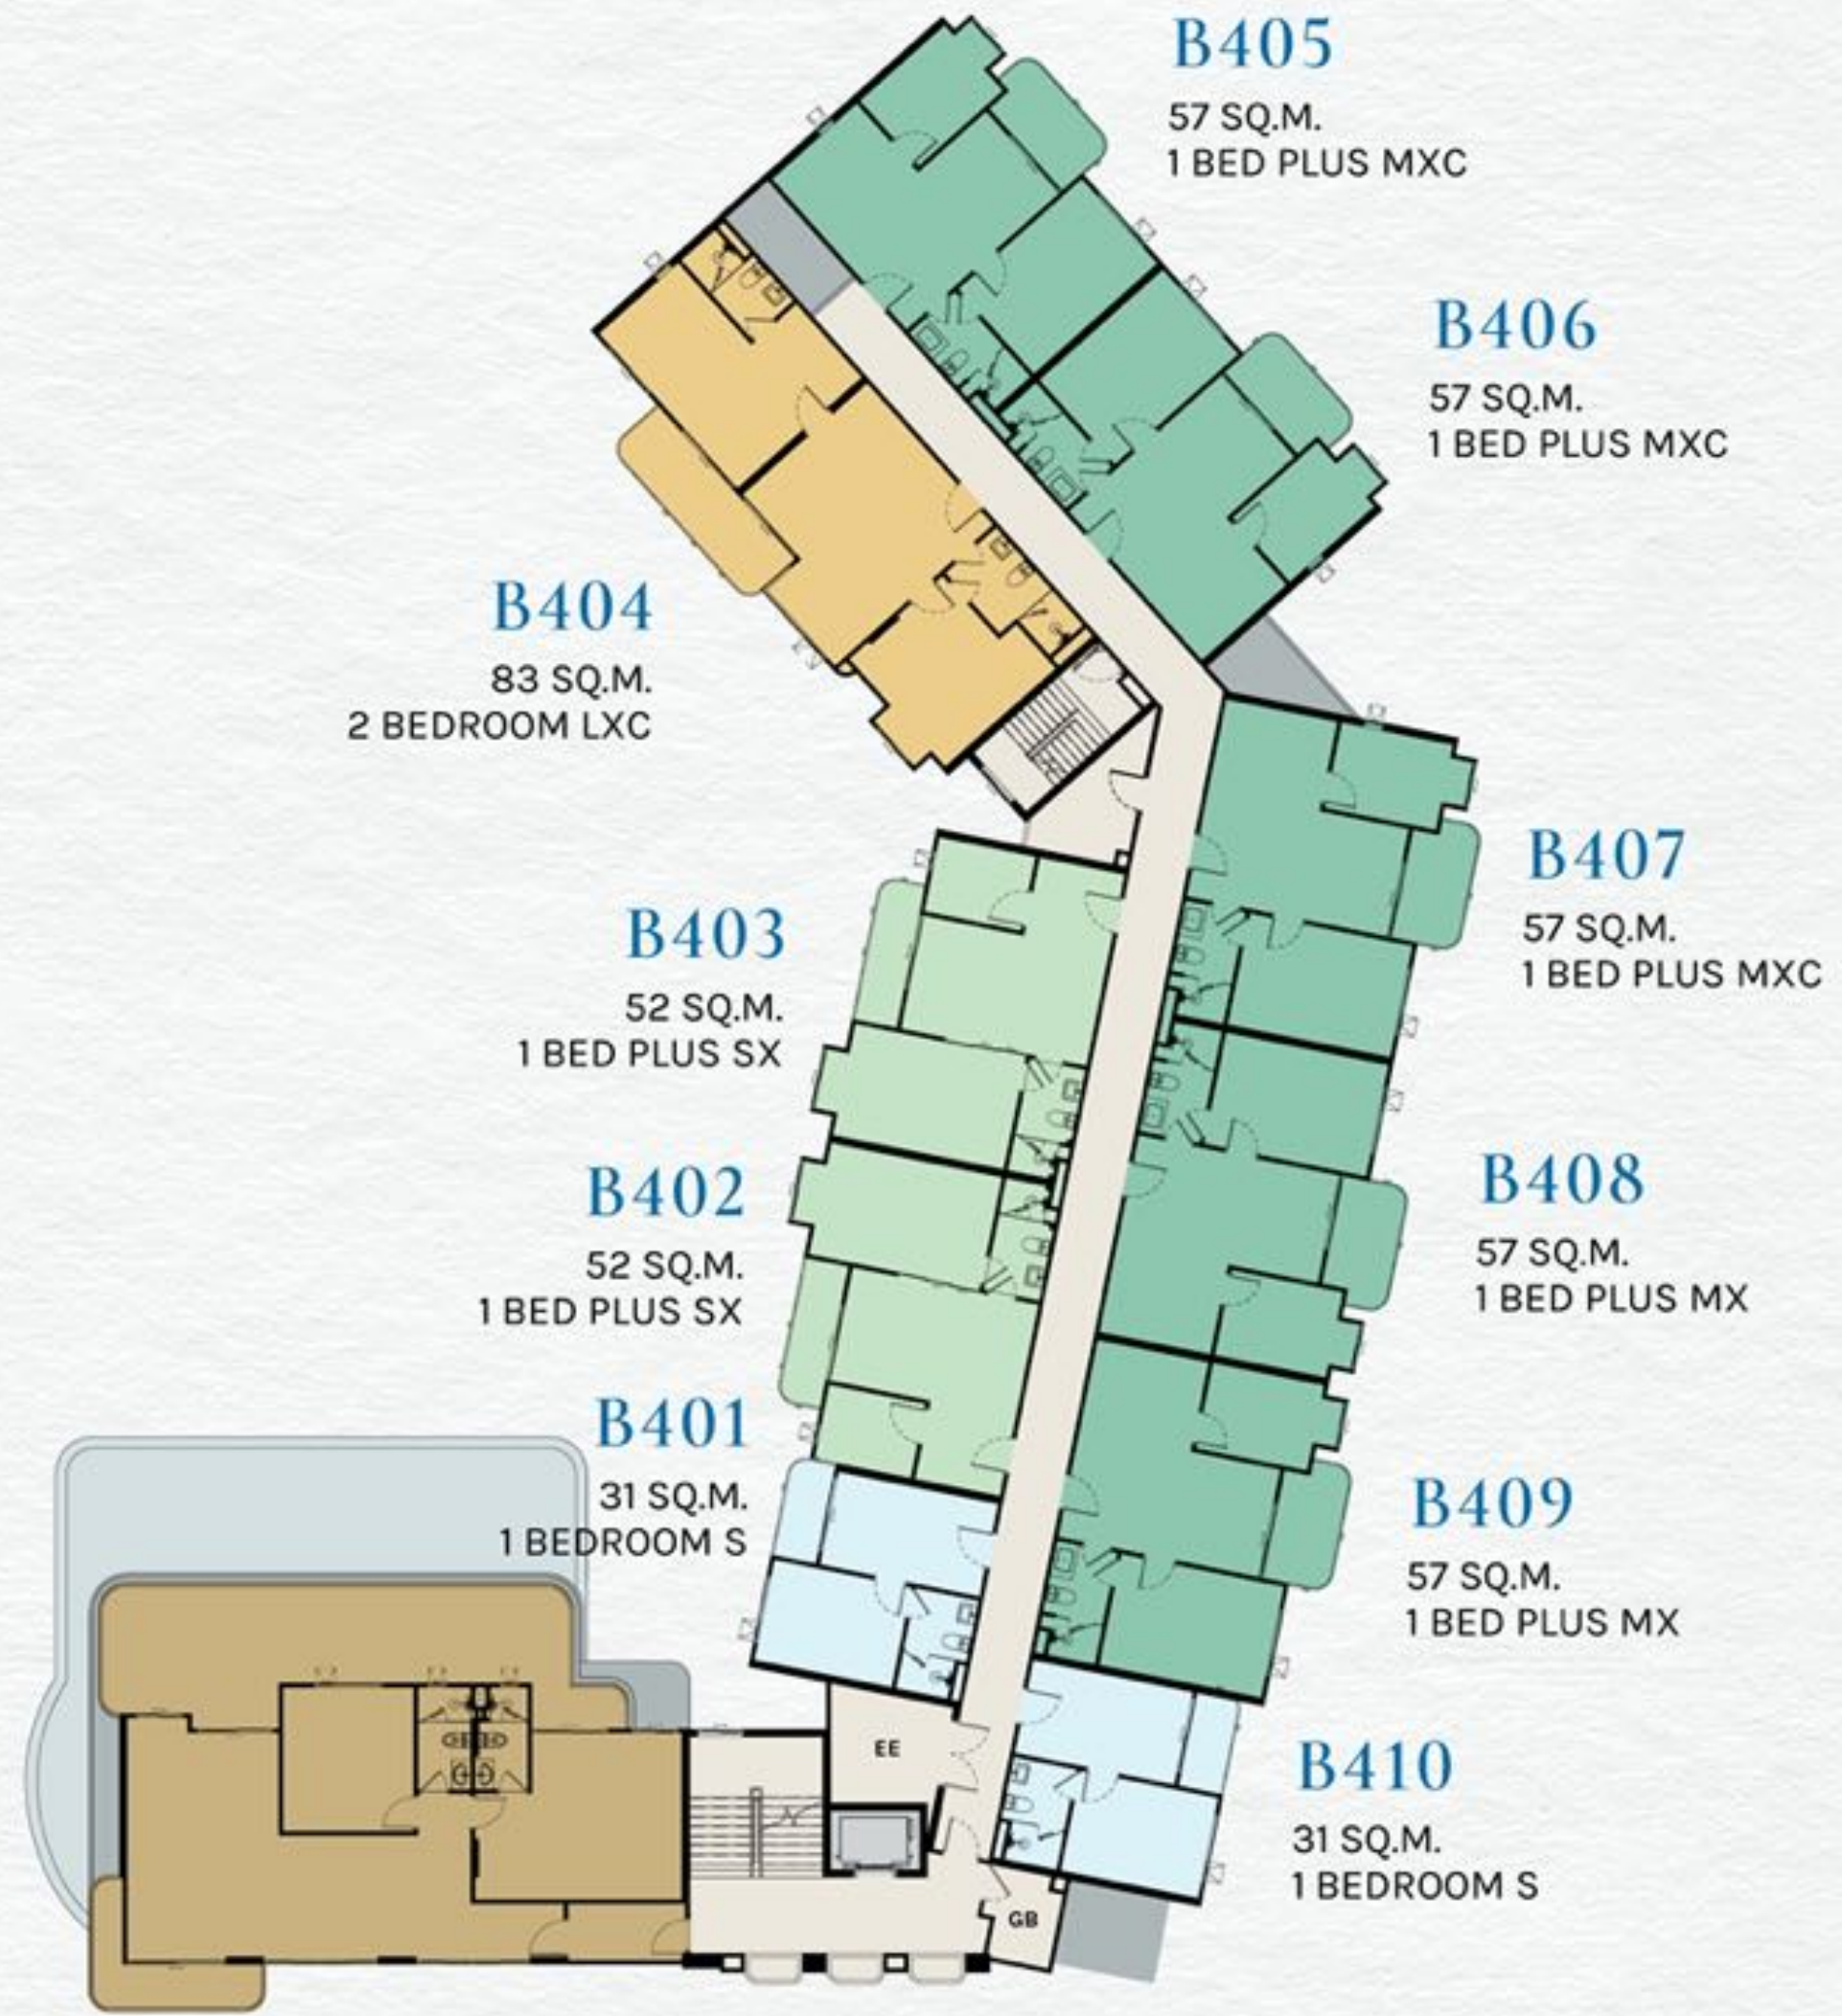 B405
57 SQ.M.
1 BED PLUS MXC
B406
57 SQ.M.
1 BED PLUS MXC
B404
83 SQ.M.
2 BEDROOM LXC
B407
57 SQ.M.
1 BED PLUS MXC
B403
52 SQ.M.
1 BED PLUS SX
B402
52 SQ.M.
1 BED PLUS SX
B408
57 SQ.M.
1 BED PLUS MX
B401
31 SQ.M.
1 BEDROOM S
B409
57 SQ.M.
1 BED PLUS MX
EE
B410
31 SQ.M.
1 BEDROOM S
GB